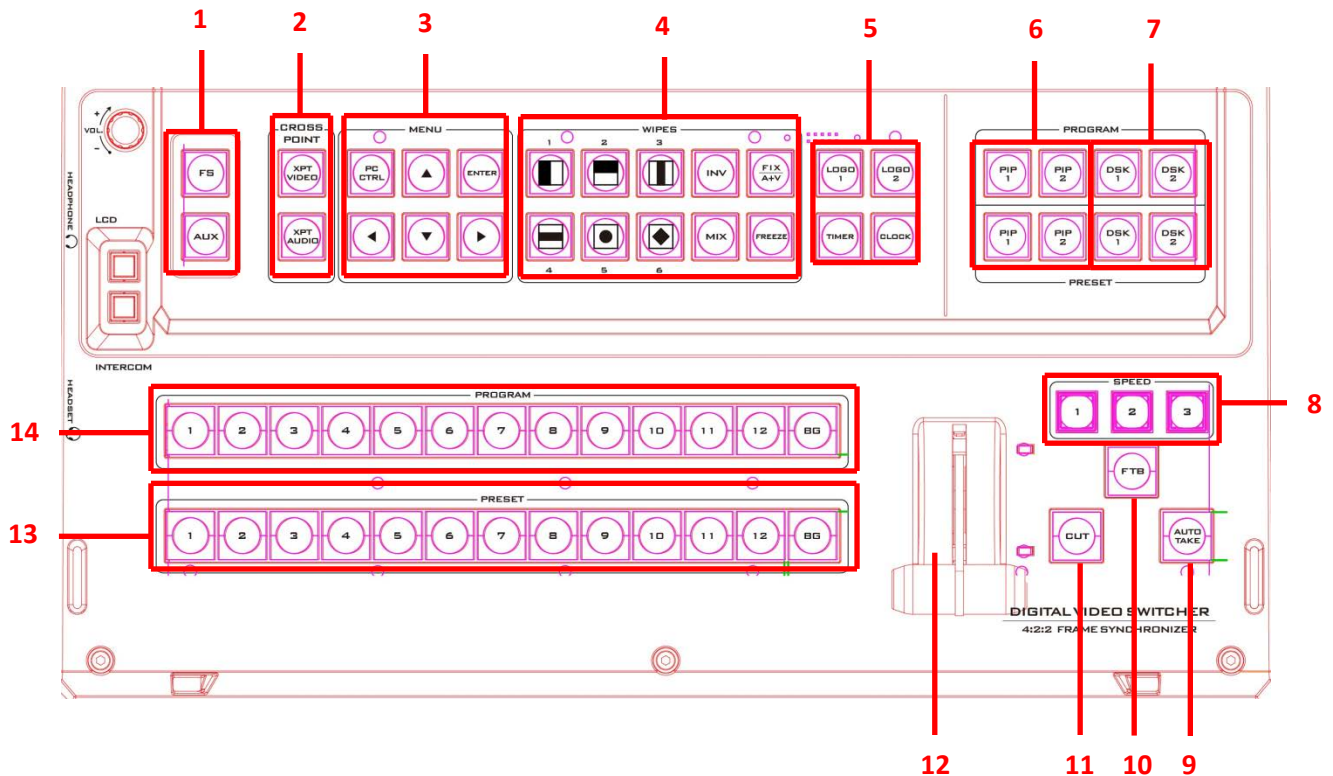 1 2 3 4 5 6 7
+ VOL. −
HEADPHONE
LCD
INTERCOM
HEADSET
FS
AUX
CROSS
POINT
XPT
VIDEO
XPT
AUDIO
MENU
PC
CTRL
▲
ENTER
◄ ▼ ►
WIPES
1 2 3
INV
FIX
A+V
MIX
FREEZE
4 5 6
LOGO
1
LOGO
2
TIMER
CLOCK
PROGRAM
PIP
1
PIP
2
DSK
1
DSK
2
PIP
1
PIP
2
DSK
1
DSK
2
PRESET
14
PROGRAM
1 2 3 4 5 6 7 8 9 10 11 12 BG
13
PRESET
1 2 3 4 5 6 7 8 9 10 11 12 BG
SPEED
1 2 3
8
FTB
CUT
AUTO
TAKE
DIGITAL VIDEO SWITCHER
4:2:2 FRAME SYNCHRONIZER
12 11 10 9